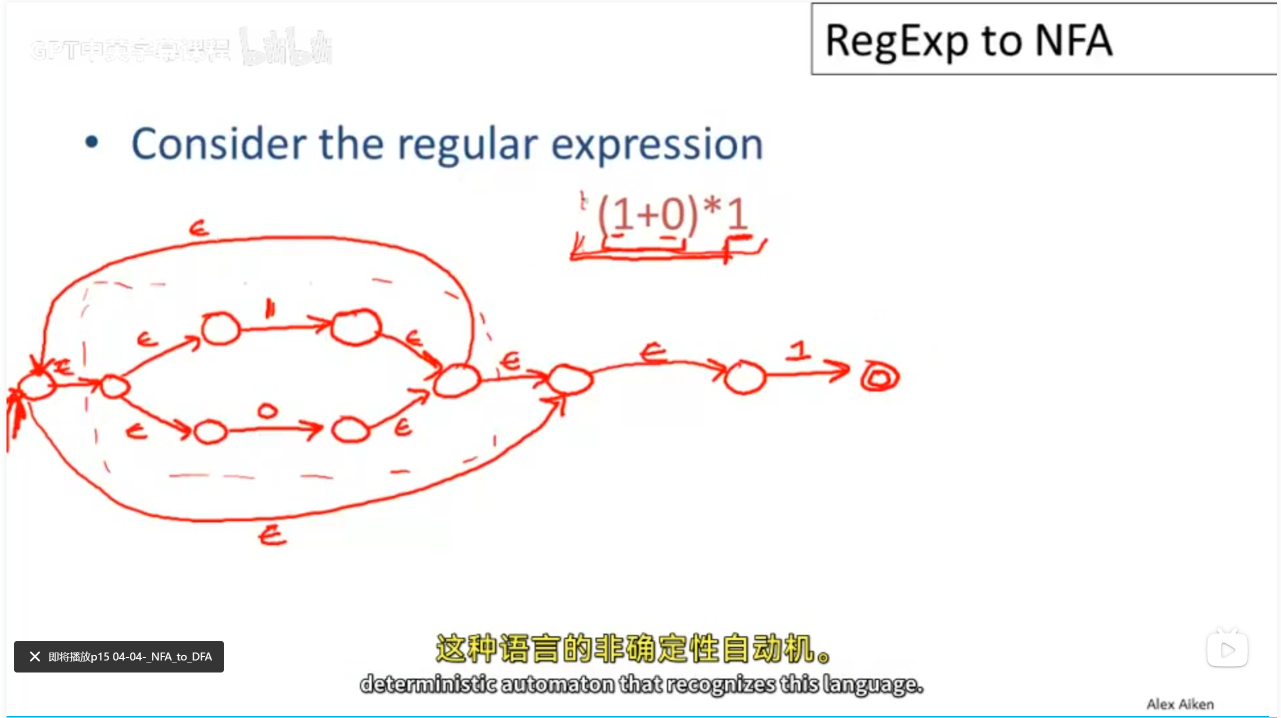 GPT中英字幕课程 bilibili
RegExp to NFA
• Consider the regular expression
(1+0)*1
ε
ε
1
ε
ε
ε
ε
1
ε
0
ε
ε
这种语言的非确定性自动机。
deterministic automaton that recognizes this language.
✕ 即将播放p15 04-04-_NFA_to_DFA
Alex Aiken